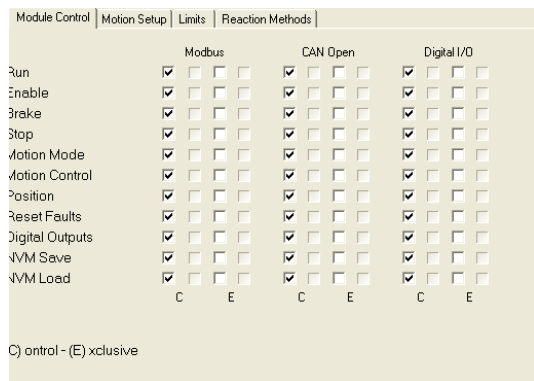 Module Control Motion Setup Limits Reaction Methods
Modbus CAN Open Digital I/O
Run
Enable
Brake
Stop
Motion Mode
Motion Control
Position
Reset Faults
Digital Outputs
NVM Save
NVM Load
C E C E C E
C) ontrol - (E) xclusive